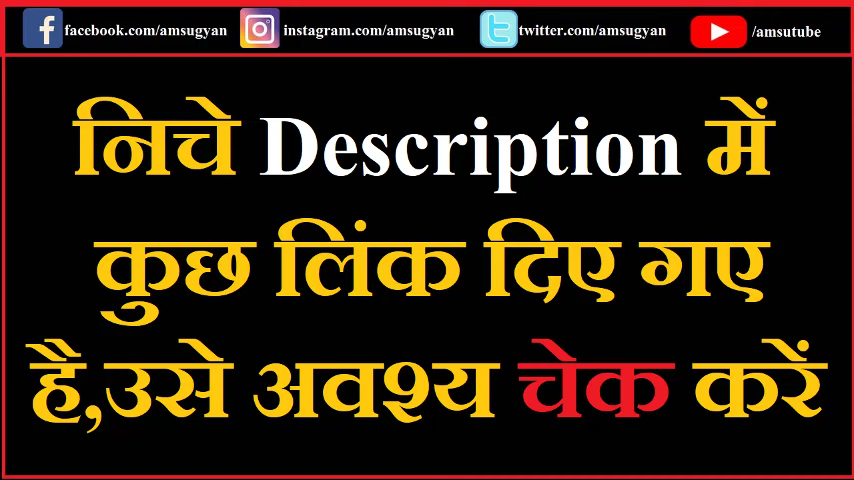 facebook.com/amsugyan instagram.com/amsugyan twitter.com/amsugyan /amsutube
निचे Description में
कुछ लिंक दिए गए
है,उसे अवश्य चेक करें